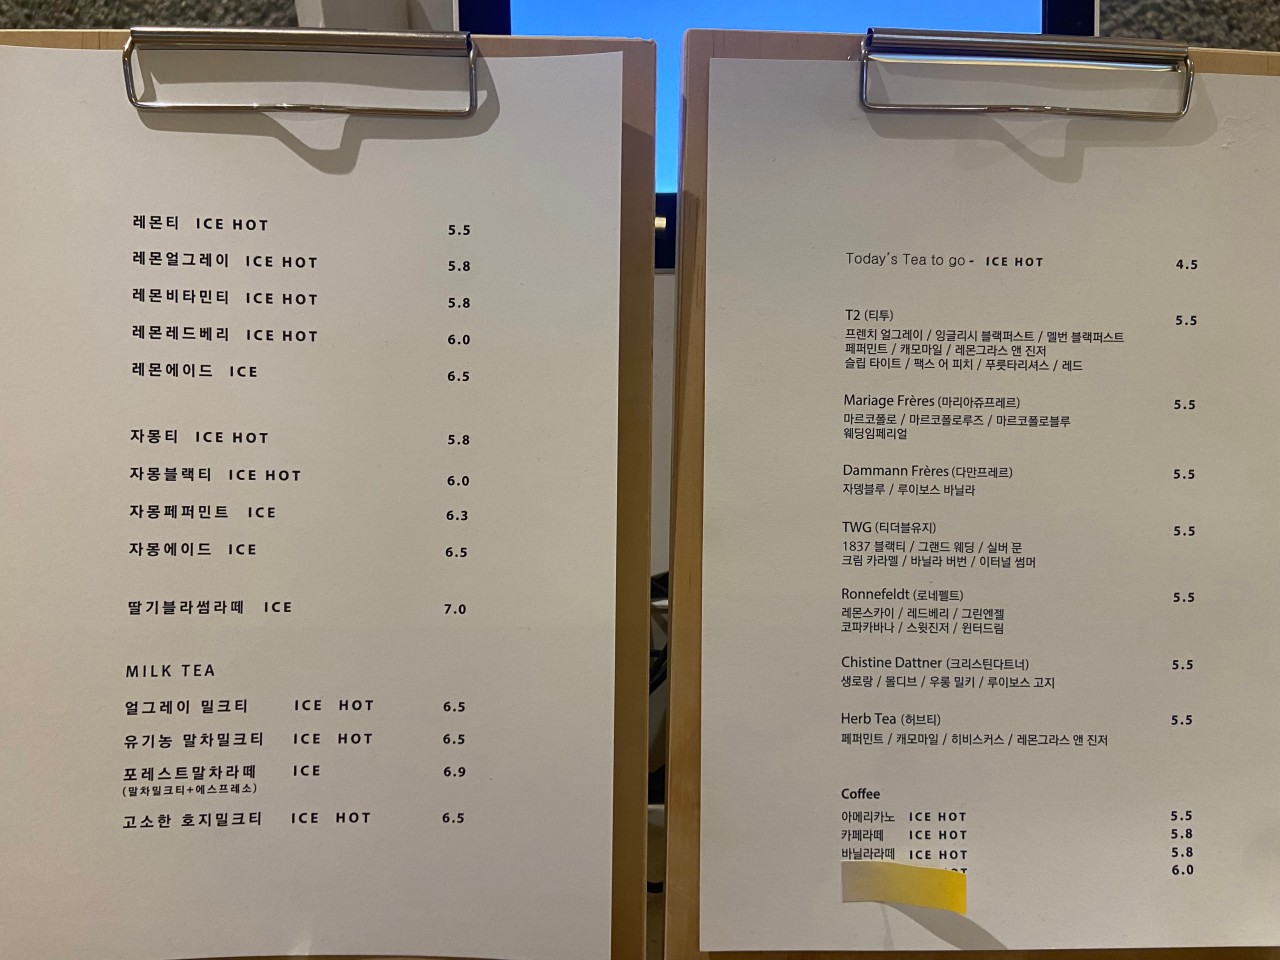 레몬티 ICE HOT 5.5
레몬얼그레이 ICE HOT 5.8
레몬비타민티 ICE HOT 5.8
레몬레드베리 ICE HOT 6.0
레몬에이드 ICE 6.5
자몽티 ICE HOT 5.8
자몽블랙티 ICE HOT 6.0
자몽페퍼민트 ICE 6.3
자몽에이드 ICE 6.5
딸기블라썸라떼 ICE 7.0
MILK TEA
얼그레이 밀크티 ICE HOT 6.5
유기농 말차밀크티 ICE HOT 6.5
포레스트말차라떼 ICE 6.9
(말차밀크티+에스프레소)
고소한 호지밀크티 ICE HOT 6.5
Today's Tea to go - ICE HOT 4.5
T2 (티투) 5.5
프렌치 얼그레이 / 잉글리시 블랙퍼스트 / 멜번 블랙퍼스트
페퍼민트 / 캐모마일 / 레몬그라스 앤 진저
슬립 타이트 / 팩스 어 피치 / 푸룻타리셔스 / 레드
Mariage Frères (마리아쥬프레르) 5.5
마르코폴로 / 마르코폴로루즈 / 마르코폴로블루
웨딩임페리얼
Dammann Frères (다만프레르) 5.5
자뎅블루 / 루이보스 바닐라
TWG (티더블유지) 5.5
1837 블랙티 / 그랜드 웨딩 / 실버 문
크림 카라멜 / 바닐라 버번 / 이터널 썸머
Ronnefeldt (로네펠트) 5.5
레몬스카이 / 레드베리 / 그린엔젤
코파카바나 / 스윗진저 / 윈터드림
Chistine Dattner (크리스틴다트너) 5.5
생로랑 / 몰디브 / 우롱 밀키 / 루이보스 고지
Herb Tea (허브티) 5.5
페퍼민트 / 캐모마일 / 히비스커스 / 레몬그라스 앤 진저
Coffee
아메리카노 ICE HOT 5.5
카페라떼 ICE HOT 5.8
바닐라라떼 ICE HOT 5.8
6.0